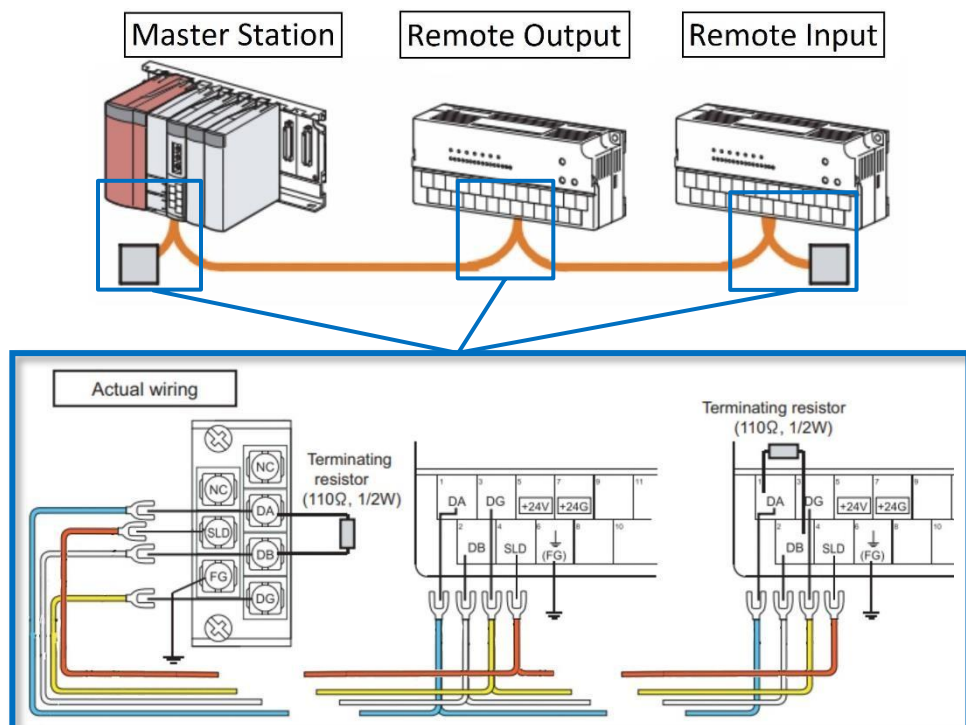 Master Station
Remote Output
Remote Input
Actual wiring
NC
NC
DA
SLD
DB
FG
DG
Terminating
resistor
(110Ω, 1/2W)
1 3 5 7 9 11
DA DG +24V +24G
2 4 6 8 10
DB SLD (FG)
Terminating resistor
(110Ω, 1/2W)
1 3 5 7 9
DA DG +24V +24G
2 4 6 8 10
DB SLD (FG)